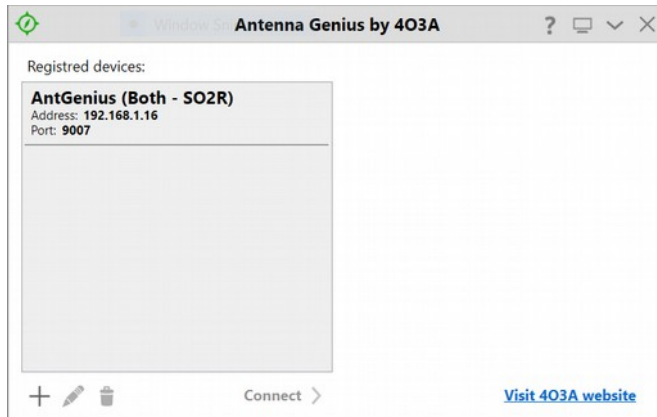 Antenna Genius by 4O3A
?
Registred devices:
AntGenius (Both - SO2R)
Address: 192.168.1.16
Port: 9007
Connect
Visit 4O3A website